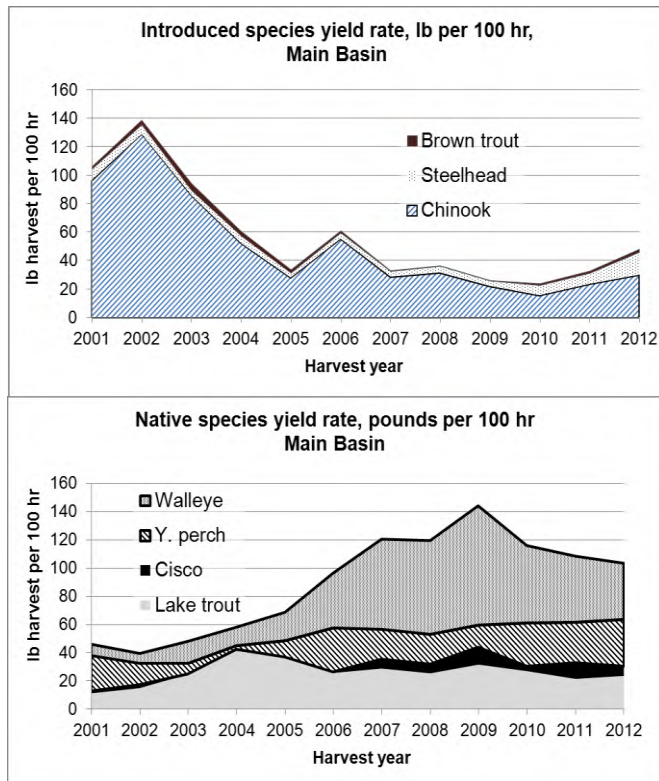 Introduced species yield rate, lb per 100 hr,
Main Basin
lb harvest per 100 hr
160
140
120
100
80
60
40
20
0
Brown trout
Steelhead
Chinook
2001 2002 2003 2004 2005 2006 2007 2008 2009 2010 2011 2012
Harvest year
Native species yield rate, pounds per 100 hr
Main Basin
lb harvest per 100 hr
160
140
120
100
80
60
40
20
0
Walleye
Y. perch
Cisco
Lake trout
2001 2002 2003 2004 2005 2006 2007 2008 2009 2010 2011 2012
Harvest year